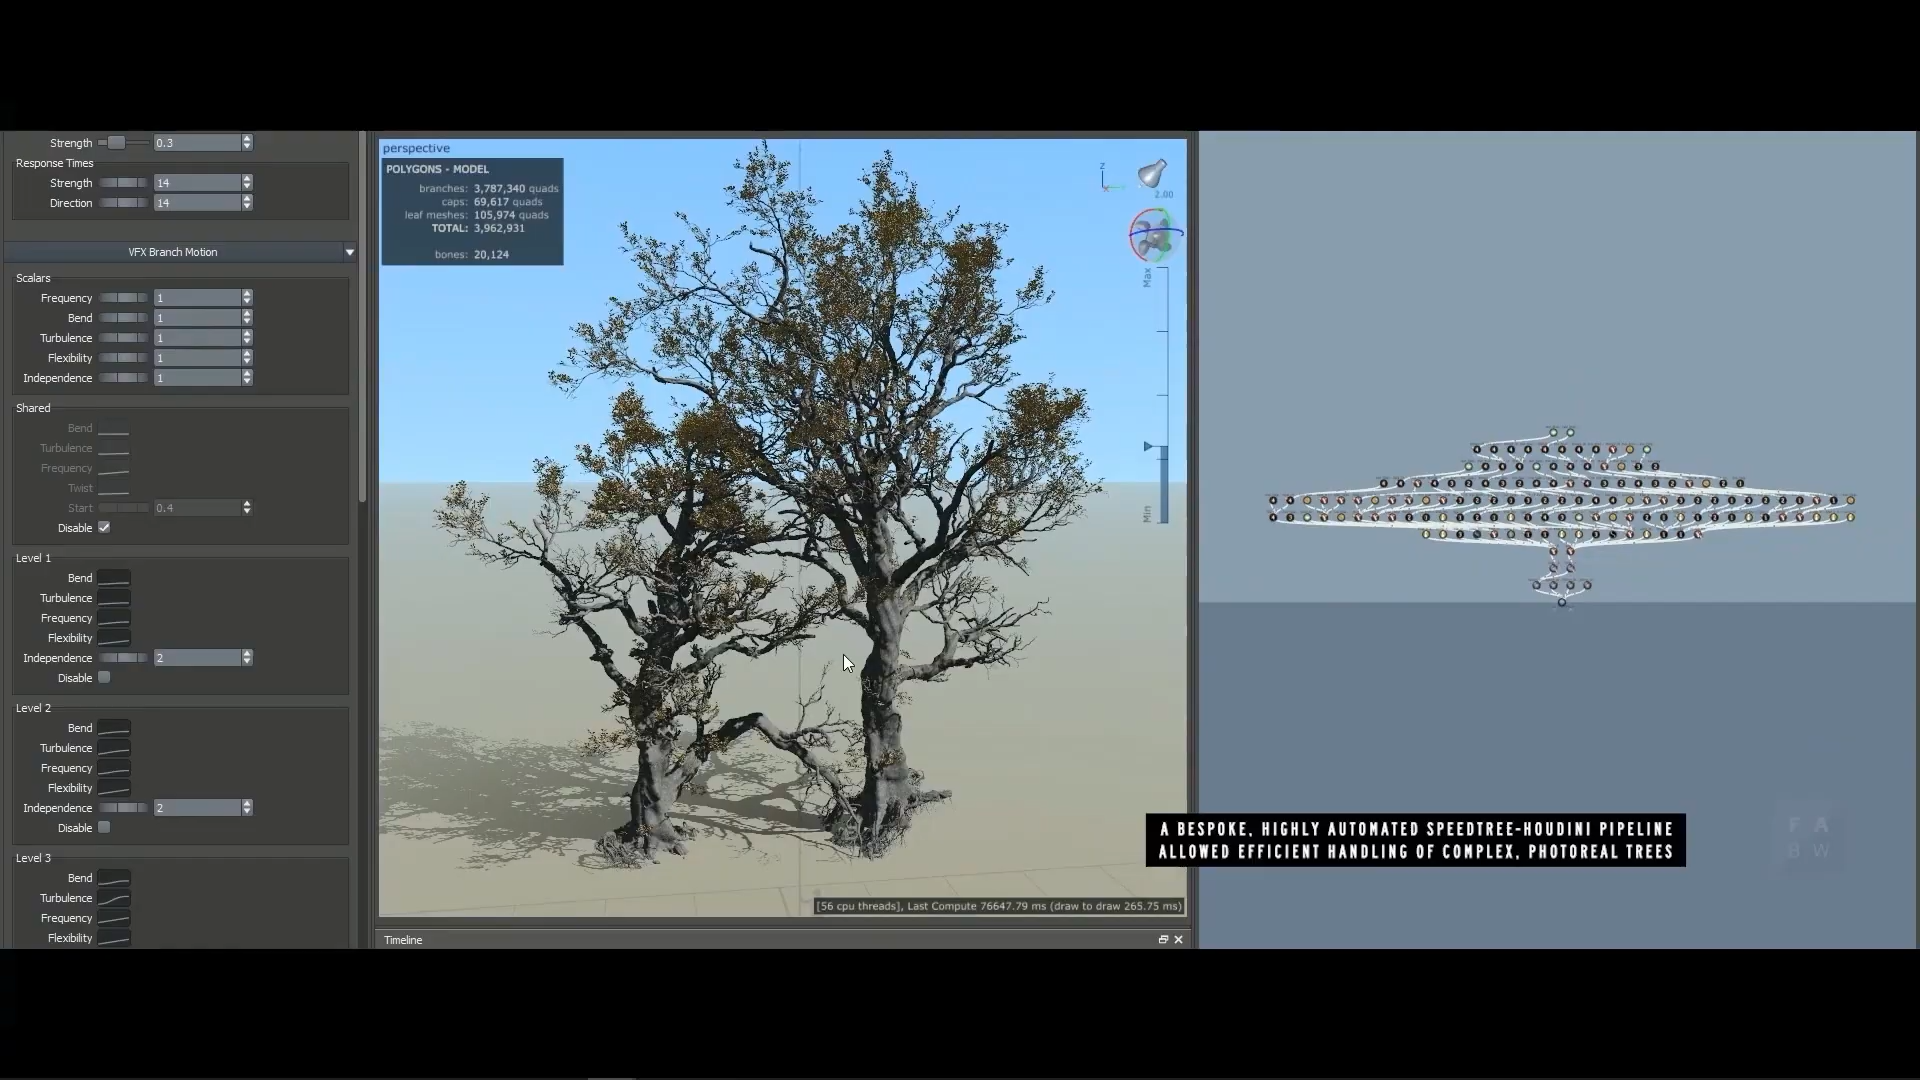 Strength 0.3
Response Times
Strength 14
Direction 14
VFX Branch Motion
Scalars
Frequency 1
Bend 1
Turbulence 1
Flexibility 1
Independence 1
Shared
Bend
Turbulence
Frequency
Twist
Start 0.4
Disable
Level 1
Bend
Turbulence
Frequency
Flexibility
Independence 2
Disable
Level 2
Bend
Turbulence
Frequency
Flexibility
Independence 2
Disable
Level 3
Bend
Turbulence
Frequency
Flexibility
perspective
POLYGONS - MODEL
branches: 3,787,340 quads
caps: 69,617 quads
leaf meshes: 105,974 quads
TOTAL: 3,962,931
bones: 20,124
Z
2.00
Max
Min
[56 cpu threads], Last Compute 76647.79 ms (draw to draw 265.75 ms)
Timeline
A BESPOKE, HIGHLY AUTOMATED SPEEDTREE-HOUDINI PIPELINE
ALLOWED EFFICIENT HANDLING OF COMPLEX, PHOTOREAL TREES
F A
B W